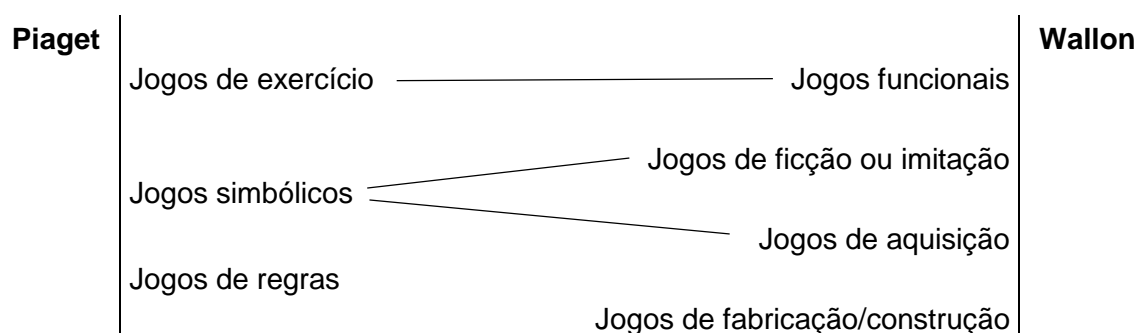 Piaget
Wallon
Jogos de exercício
Jogos funcionais
Jogos de ficção ou imitação
Jogos simbólicos
Jogos de aquisição
Jogos de regras
Jogos de fabricação/construção